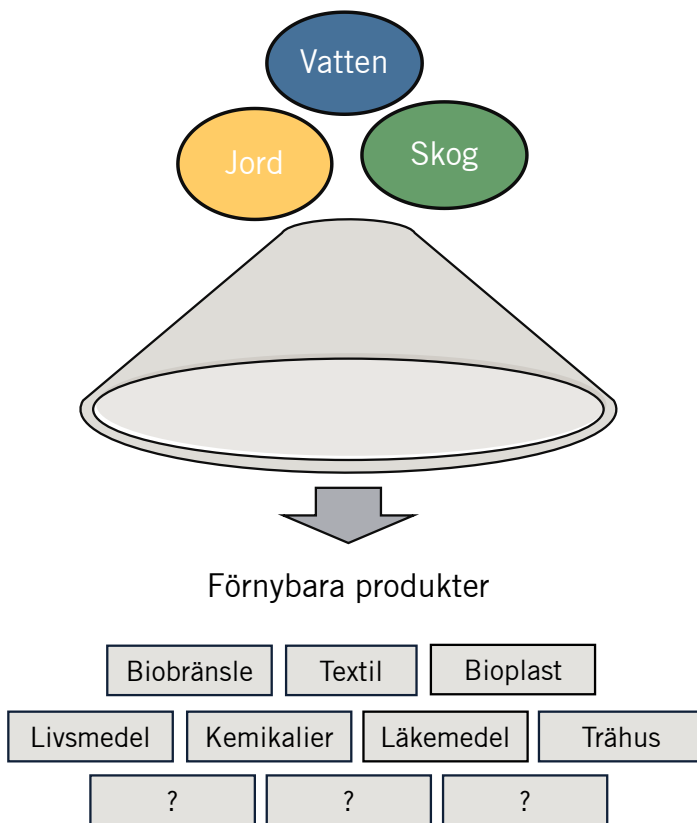 Vatten
Jord
Skog
Förnybara produkter
Biobränsle
Textil
Bioplast
Livsmedel
Kemikalier
Läkemedel
Trähus
?
?
?